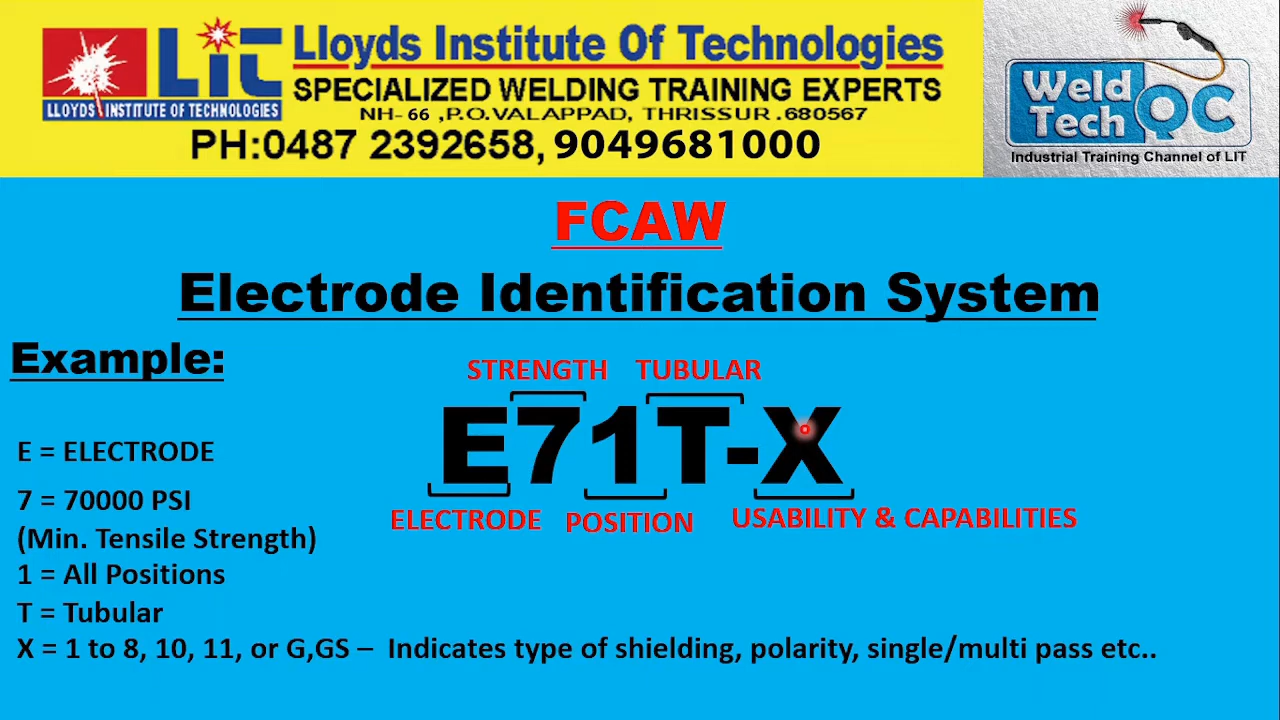 LiT
LLOYDS INSTITUTE OF TECHNOLOGIES
Lloyds Institute Of Technologies
SPECIALIZED WELDING TRAINING EXPERTS
NH- 66 ,P.O.VALAPPAD, THRISSUR .680567
PH:0487 2392658, 9049681000
Weld
Tech QC
Industrial Training Channel of LIT
FCAW
Electrode Identification System
Example:
STRENGTH TUBULAR
E71T-X
ELECTRODE POSITION USABILITY & CAPABILITIES
E = ELECTRODE
7 = 70000 PSI
(Min. Tensile Strength)
1 = All Positions
T = Tubular
X = 1 to 8, 10, 11, or G,GS – Indicates type of shielding, polarity, single/multi pass etc..